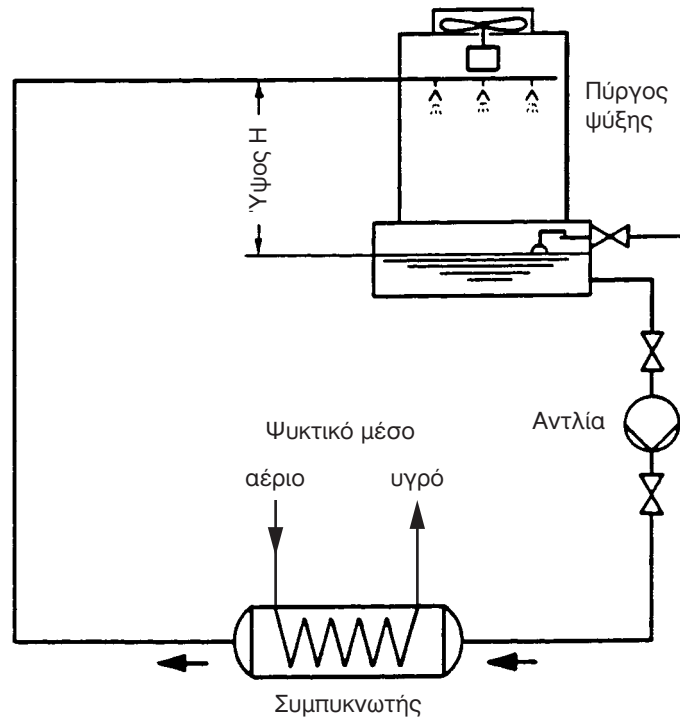 Πύργος
ψύξης
Ύψος H
Αντλία
Ψυκτικό μέσο
αέριο υγρό
Συμπυκνωτής